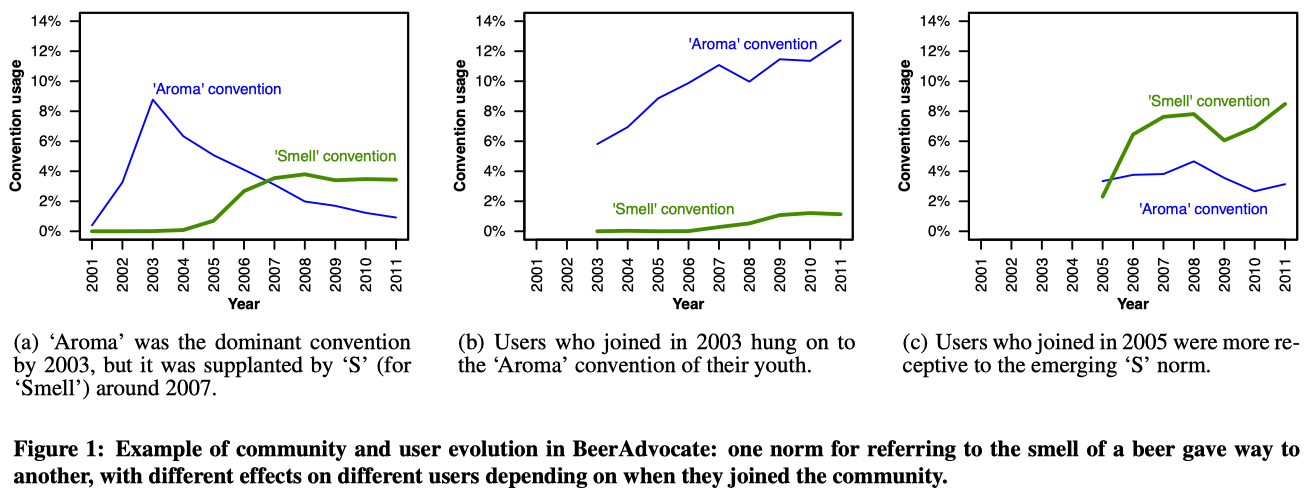 14%
12%
10%
8%
6%
4%
2%
0%
Convention usage
'Aroma' convention
'Smell' convention
2001
2002
2003
2004
2005
2006
2007
2008
2009
2010
2011
Year
(a) ‘Aroma’ was the dominant convention
by 2003, but it was supplanted by ‘S’ (for
‘Smell’) around 2007.
14%
12%
10%
8%
6%
4%
2%
0%
Convention usage
'Aroma' convention
'Smell' convention
2001
2002
2003
2004
2005
2006
2007
2008
2009
2010
2011
Year
(b) Users who joined in 2003 hung on to
the ‘Aroma’ convention of their youth.
14%
12%
10%
8%
6%
4%
2%
0%
Convention usage
'Smell' convention
'Aroma' convention
2001
2002
2003
2004
2005
2006
2007
2008
2009
2010
2011
Year
(c) Users who joined in 2005 were more re-
ceptive to the emerging ‘S’ norm.
Figure 1: Example of community and user evolution in BeerAdvocate: one norm for referring to the smell of a beer gave way to
another, with different effects on different users depending on when they joined the community.